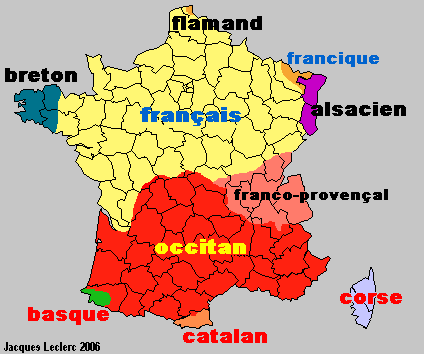 flamand
francique
breton
alsacien
français
franco-provençal
occitan
corse
basque
catalan
Jacques Leclerc 2006